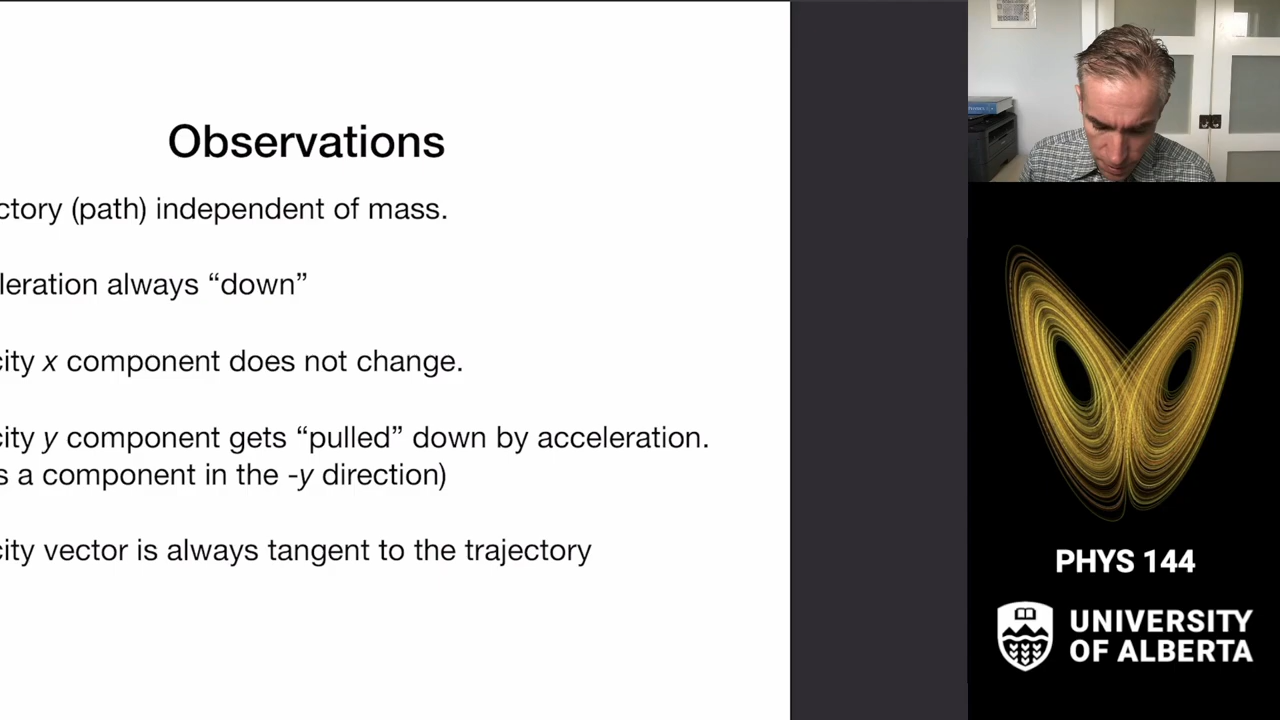 Observations
ctory (path) independent of mass.
leration always “down”
city x component does not change.
city y component gets “pulled” down by acceleration.
s a component in the -y direction)
city vector is always tangent to the trajectory
PHYS 144
UNIVERSITY
OF ALBERTA